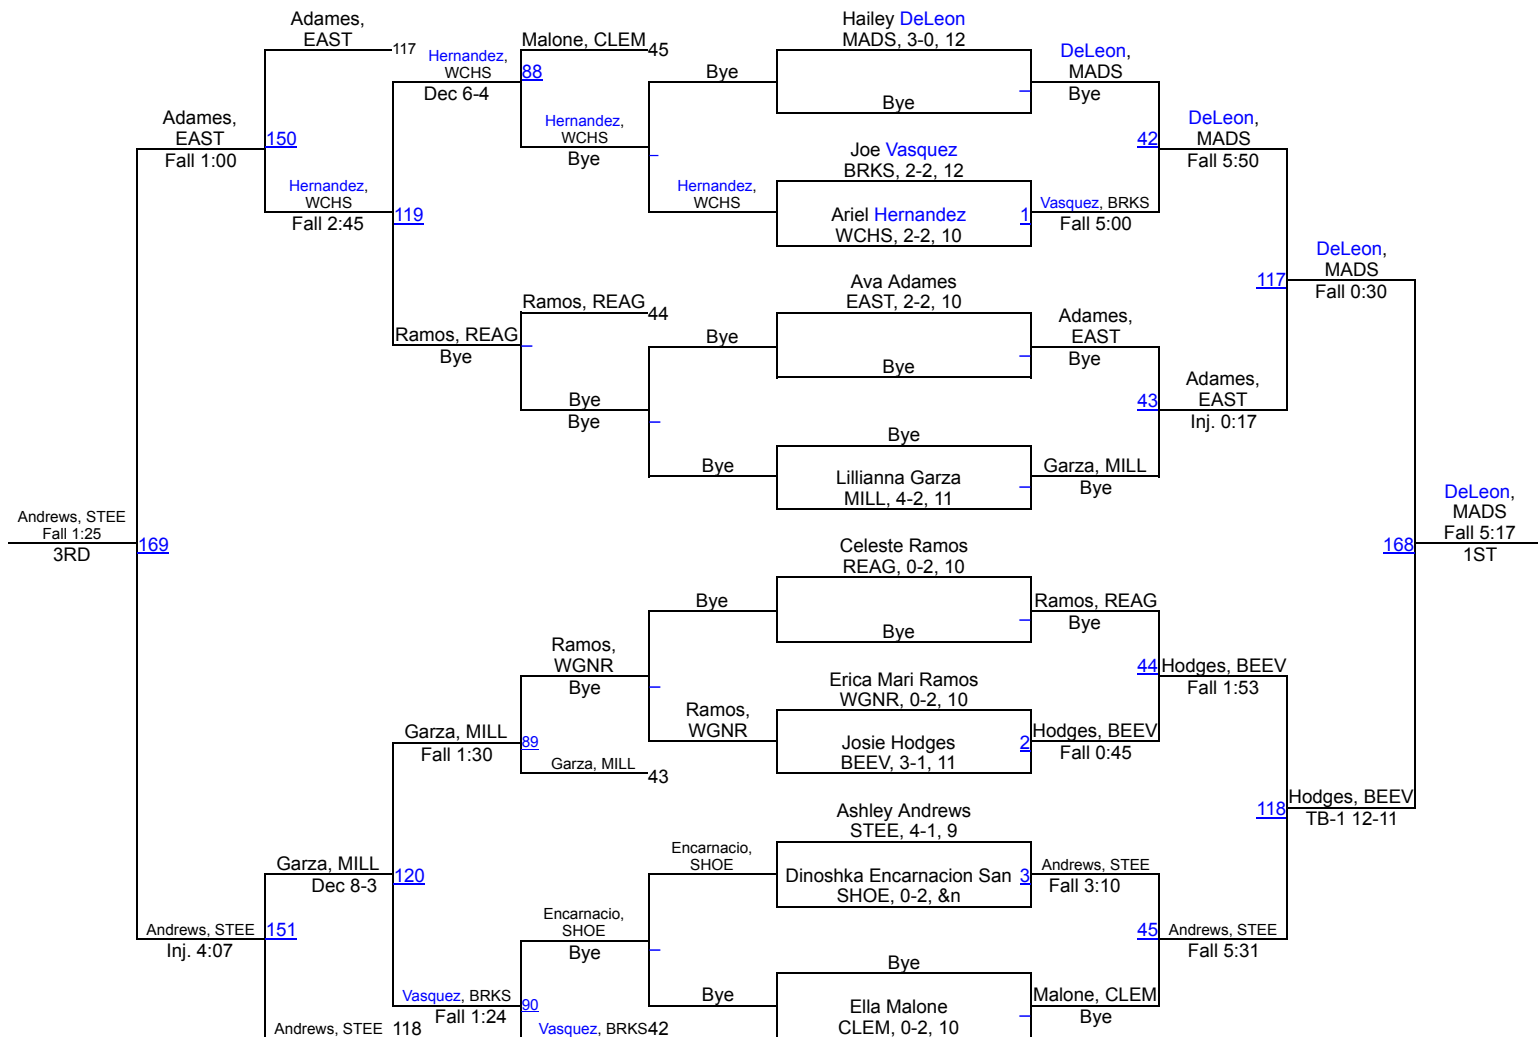 Adames,
EAST
117
Hernandez,
WCHS
Dec 6-4
Malone, CLEM
45
88
Hernandez,
WCHS
Bye
Bye
Hernandez,
WCHS
Hailey DeLeon
MADS, 3-0, 12
Bye
DeLeon,
MADS
Bye
Joe Vasquez
BRKS, 2-2, 12
Ariel Hernandez
WCHS, 2-2, 10
1
Vasquez, BRKS
Fall 5:00
42
DeLeon,
MADS
Fall 5:50
Adames,
EAST
Fall 1:00
150
Hernandez,
WCHS
Fall 2:45
119
Ramos, REAG
Bye
Ramos, REAG
44
Bye
Bye
Bye
Bye
Ava Adames
EAST, 2-2, 10
Bye
Adames,
EAST
Bye
Bye
Lillianna Garza
MILL, 4-2, 11
Garza, MILL
Bye
43
Adames,
EAST
Inj. 0:17
117
DeLeon,
MADS
Fall 0:30
Andrews, STEE
Fall 1:25
3RD
169
168
DeLeon,
MADS
Fall 5:17
1ST
Celeste Ramos
REAG, 0-2, 10
Bye
Ramos, REAG
Bye
Bye
Ramos,
WGNR
Bye
Ramos,
WGNR
Erica Mari Ramos
WGNR, 0-2, 10
Josie Hodges
BEEV, 3-1, 11
2
Hodges, BEEV
Fall 0:45
44
Hodges, BEEV
Fall 1:53
Garza, MILL
Fall 1:30
89
Garza, MILL
43
118
Hodges, BEEV
TB-1 12-11
Ashley Andrews
STEE, 4-1, 9
Dinoshka Encarnacion San
SHOE, 0-2, &n
3
Andrews, STEE
Fall 3:10
Encarnacio,
SHOE
Garza, MILL
Dec 8-3
120
Encarnacio,
SHOE
Bye
Bye
Bye
Ella Malone
CLEM, 0-2, 10
Malone, CLEM
Bye
45
Andrews, STEE
Fall 5:31
Andrews, STEE
Inj. 4:07
151
Vasquez, BRKS
Fall 1:24
90
Andrews, STEE
118
Vasquez, BRKS
42